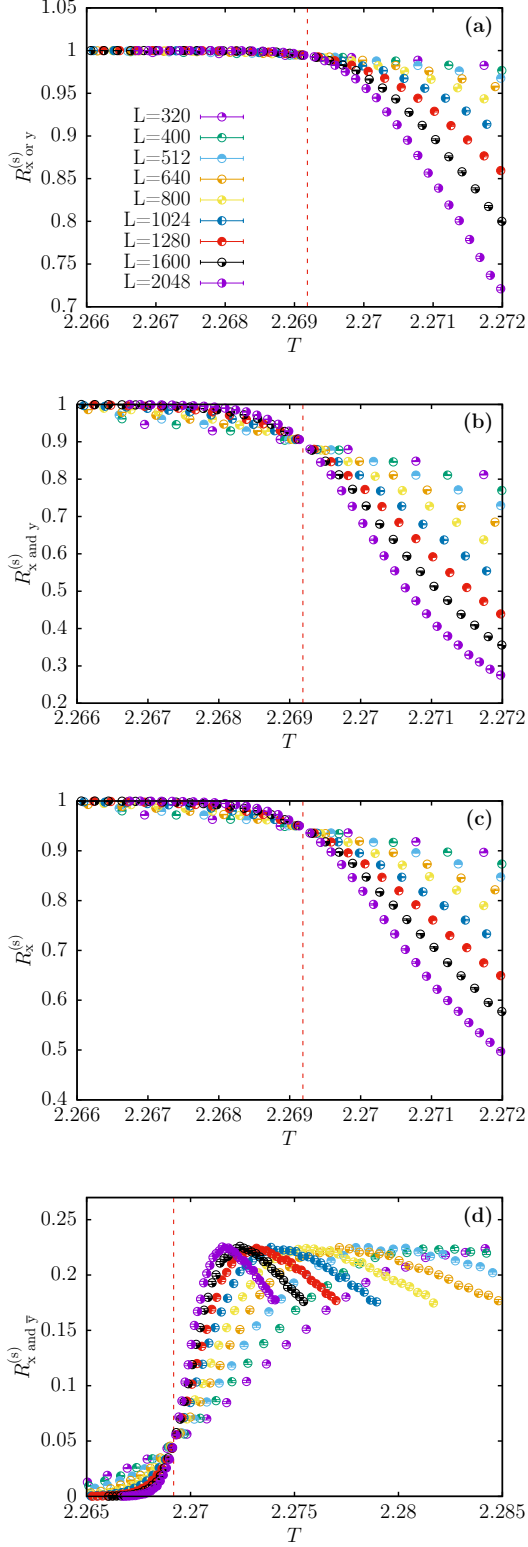 (a)
1.05
1
0.95
0.9
0.85
0.8
0.75
0.7
R_{x or y}^{(s)}
L=320
L=400
L=512
L=640
L=800
L=1024
L=1280
L=1600
L=2048
2.266 2.267 2.268 2.269 2.27 2.271 2.272
T
(b)
1
0.9
0.8
0.7
0.6
0.5
0.4
0.3
0.2
R_{x and y}^{(s)}
2.266 2.267 2.268 2.269 2.27 2.271 2.272
T
(c)
1
0.9
0.8
0.7
0.6
0.5
0.4
R_{x}^{(s)}
2.266 2.267 2.268 2.269 2.27 2.271 2.272
T
(d)
0.25
0.2
0.15
0.1
0.05
0
R_{x and y̅}^{(s)}
2.265 2.27 2.275 2.28 2.285
T